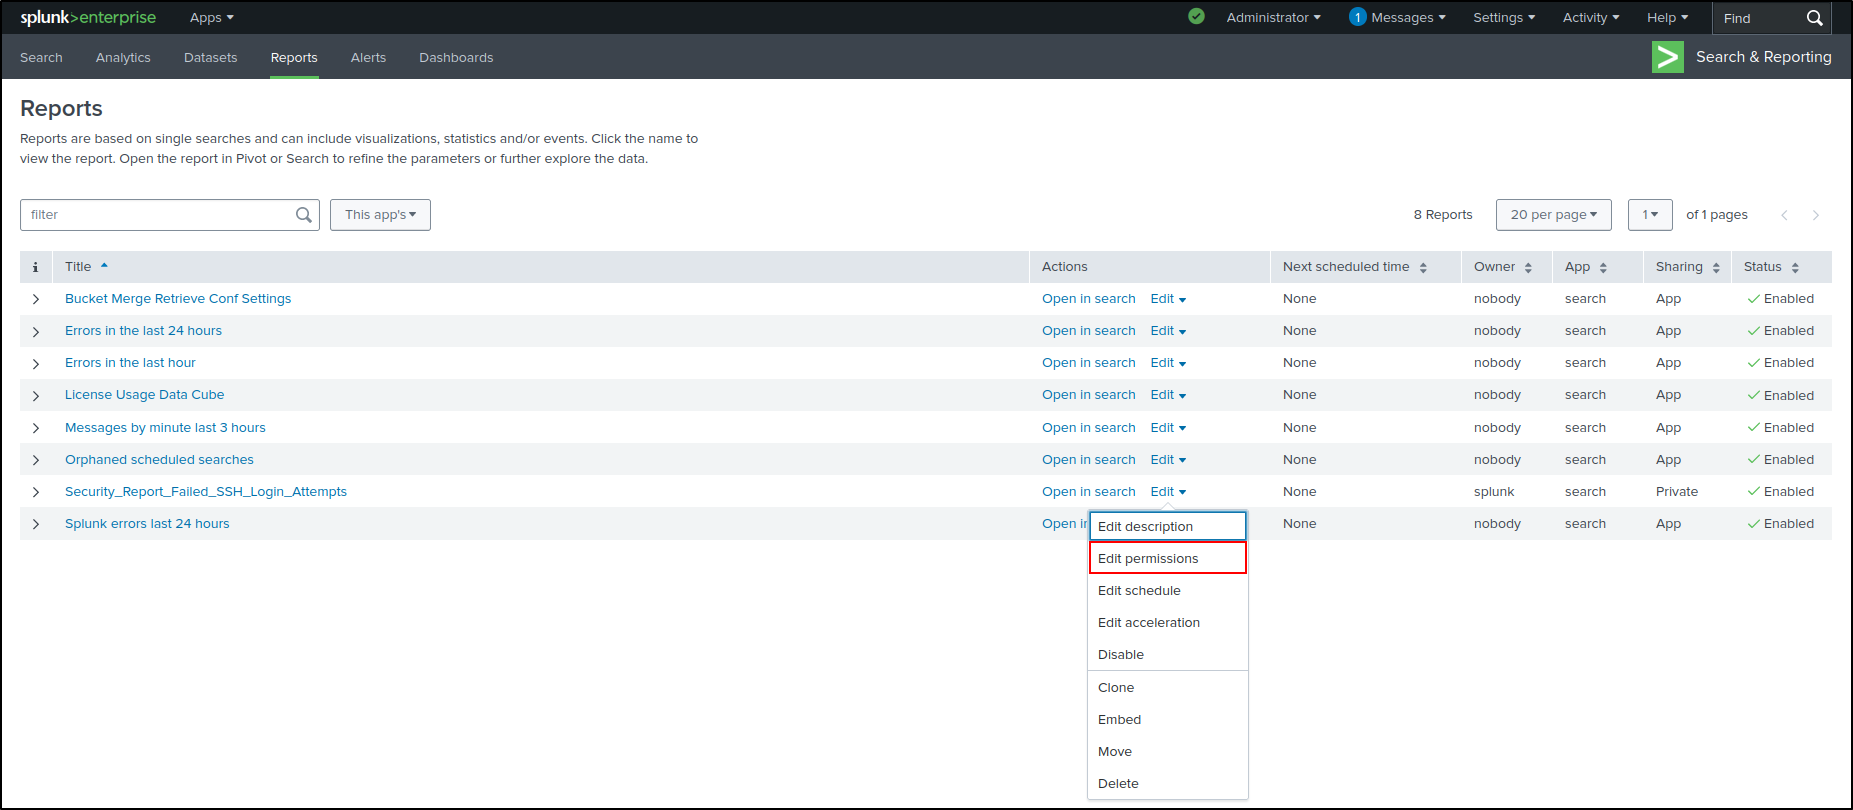 splunk>enterprise Apps Administrator 1 Messages Settings Activity Help Find
Search Analytics Datasets Reports Alerts Dashboards > Search & Reporting
Reports
Reports are based on single searches and can include visualizations, statistics and/or events. Click the name to
view the report. Open the report in Pivot or Search to refine the parameters or further explore the data.
filter This app's 8 Reports 20 per page 1 of 1 pages
i Title Actions Next scheduled time Owner App Sharing Status
Bucket Merge Retrieve Conf Settings Open in search Edit None nobody search App Enabled
Errors in the last 24 hours Open in search Edit None nobody search App Enabled
Errors in the last hour Open in search Edit None nobody search App Enabled
License Usage Data Cube Open in search Edit None nobody search App Enabled
Messages by minute last 3 hours Open in search Edit None nobody search App Enabled
Orphaned scheduled searches Open in search Edit None nobody search App Enabled
Security_Report_Failed_SSH_Login_Attempts Open in search Edit None splunk search Private Enabled
Splunk errors last 24 hours Open in None nobody search App Enabled
Edit description
Edit permissions
Edit schedule
Edit acceleration
Disable
Clone
Embed
Move
Delete